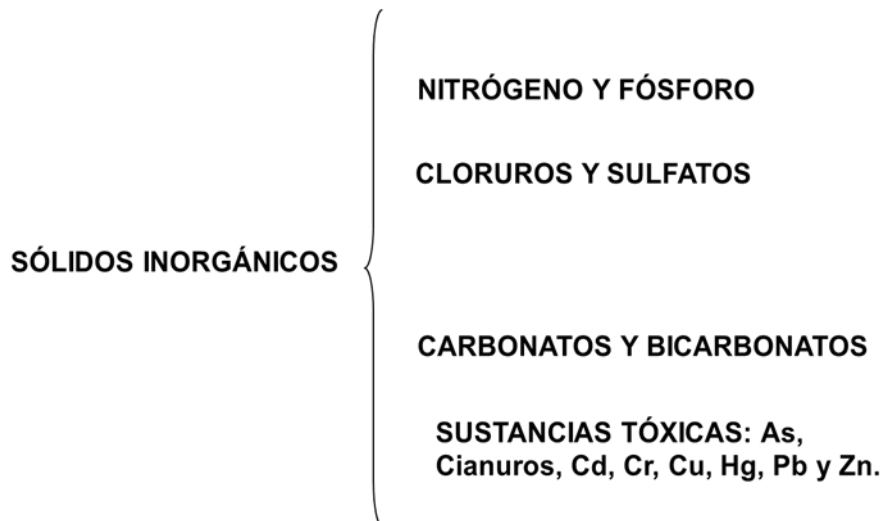 NITRÓGENO Y FÓSFORO
CLORUROS Y SULFATOS
SÓLIDOS INORGÁNICOS
CARBONATOS Y BICARBONATOS
SUSTANCIAS TÓXICAS: As,
Cianuros, Cd, Cr, Cu, Hg, Pb y Zn.